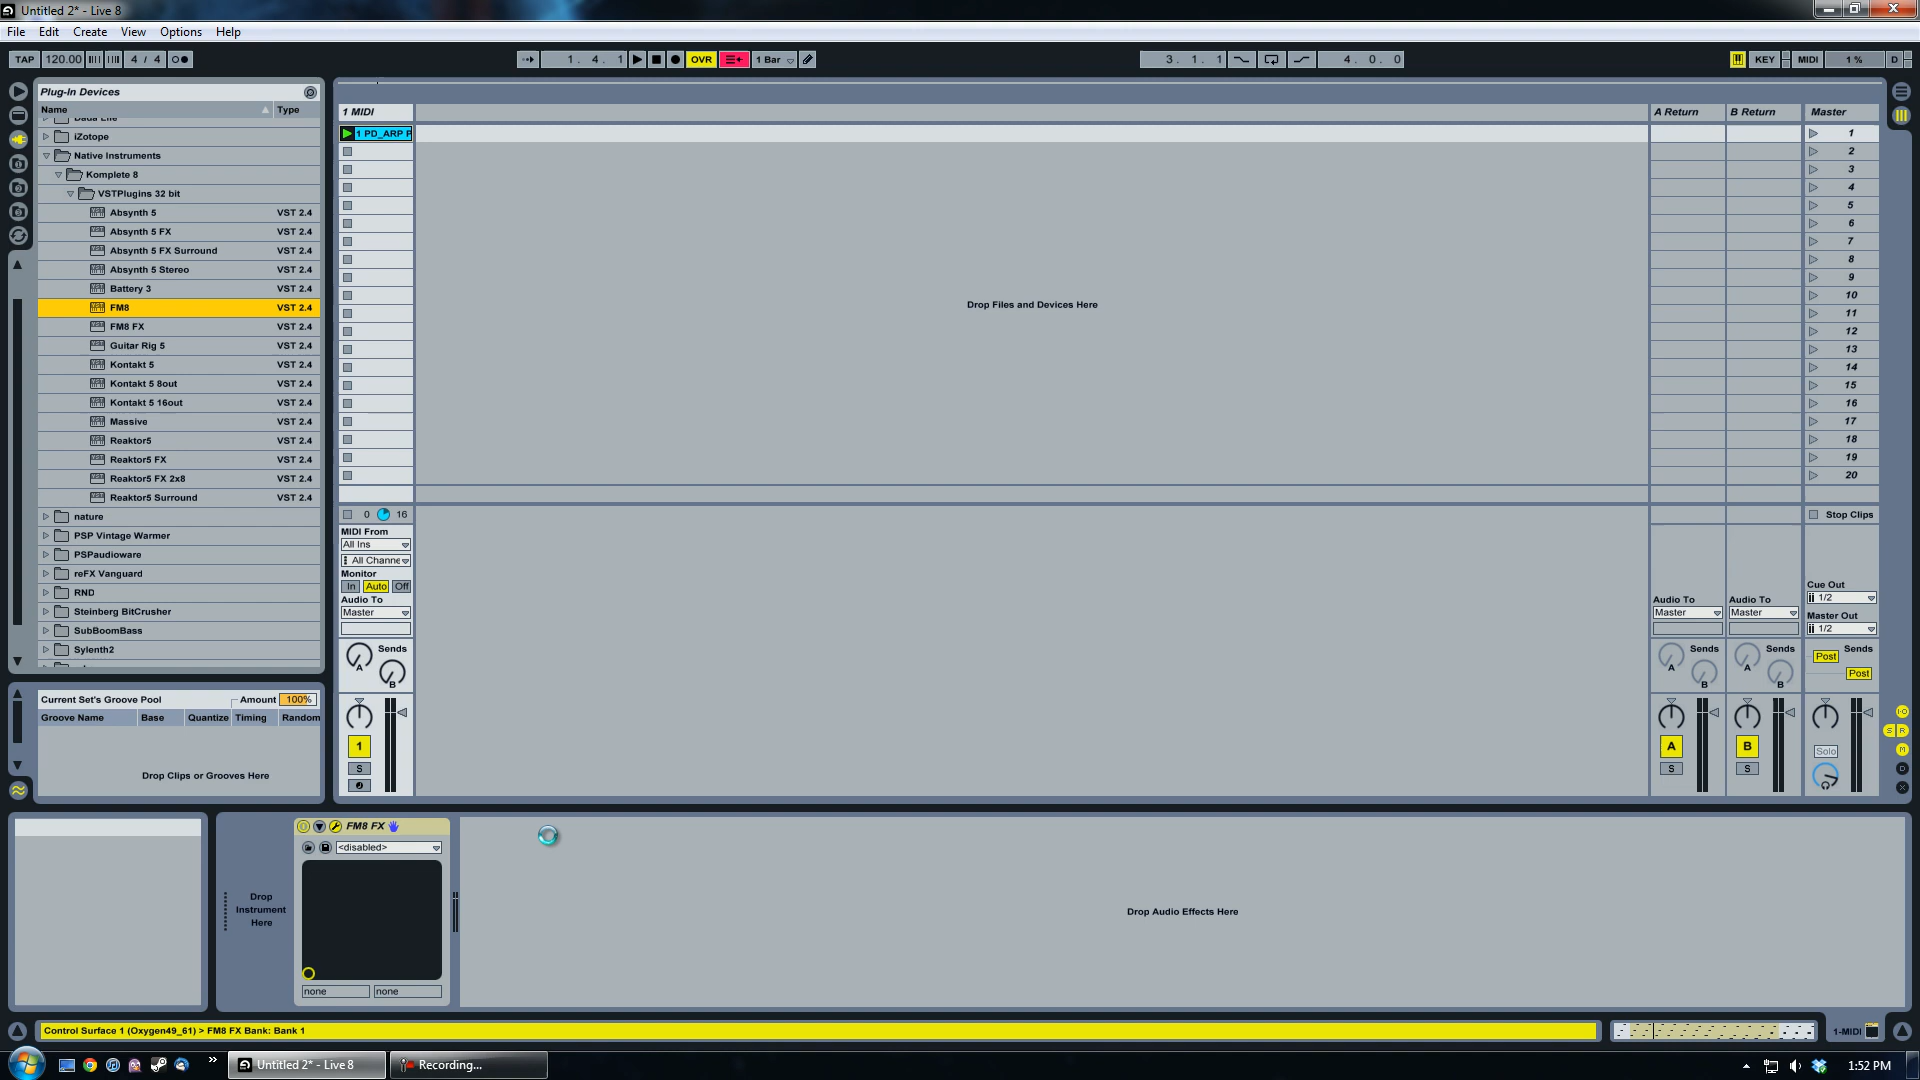 Untitled 2* - Live 8
File Edit Create View Options Help
TAP 120.00 4 / 4 1. 4. 1 OVR 1 Bar 3. 1. 1 4. 0. 0 KEY MIDI 1 % D
Plug-In Devices
Name Type
iZotope
Native Instruments
Komplete 8
VSTPlugins 32 bit
Absynth 5 VST 2.4
Absynth 5 FX VST 2.4
Absynth 5 FX Surround VST 2.4
Absynth 5 Stereo VST 2.4
Battery 3 VST 2.4
FM8 VST 2.4
FM8 FX VST 2.4
Guitar Rig 5 VST 2.4
Kontakt 5 VST 2.4
Kontakt 5 8out VST 2.4
Kontakt 5 16out VST 2.4
Massive VST 2.4
Reaktor5 VST 2.4
Reaktor5 FX VST 2.4
Reaktor5 FX 2x8 VST 2.4
Reaktor5 Surround VST 2.4
nature
PSP Vintage Warmer
PSPaudioware
reFX Vanguard
RND
Steinberg BitCrusher
SubBoomBass
Sylenth2
Current Set's Groove Pool Amount 100%
Groove Name Base Quantize Timing Random
Drop Clips or Grooves Here
1 MIDI A Return B Return Master
1 PD_ARP P 1
2
3
4
5
6
7
8
9
Drop Files and Devices Here
10
11
12
13
14
15
16
17
18
19
20
0 16 Stop Clips
MIDI From
All Ins
All Channe
Monitor
In Auto Off
Audio To
Master
Sends
A
B
1
S
Audio To
Master
Sends
A
B
A
S
Audio To
Master
Sends
A
B
B
S
Cue Out
1/2
Master Out
1/2
Sends
Post
Post
Solo
I·O
S R
M
D
X
FM8 FX
<disabled>
Drop
Instrument
Here
none none
Drop Audio Effects Here
Control Surface 1 (Oxygen49_61) > FM8 FX Bank: Bank 1
1-MIDI
Untitled 2* - Live 8 Recording... 1:52 PM